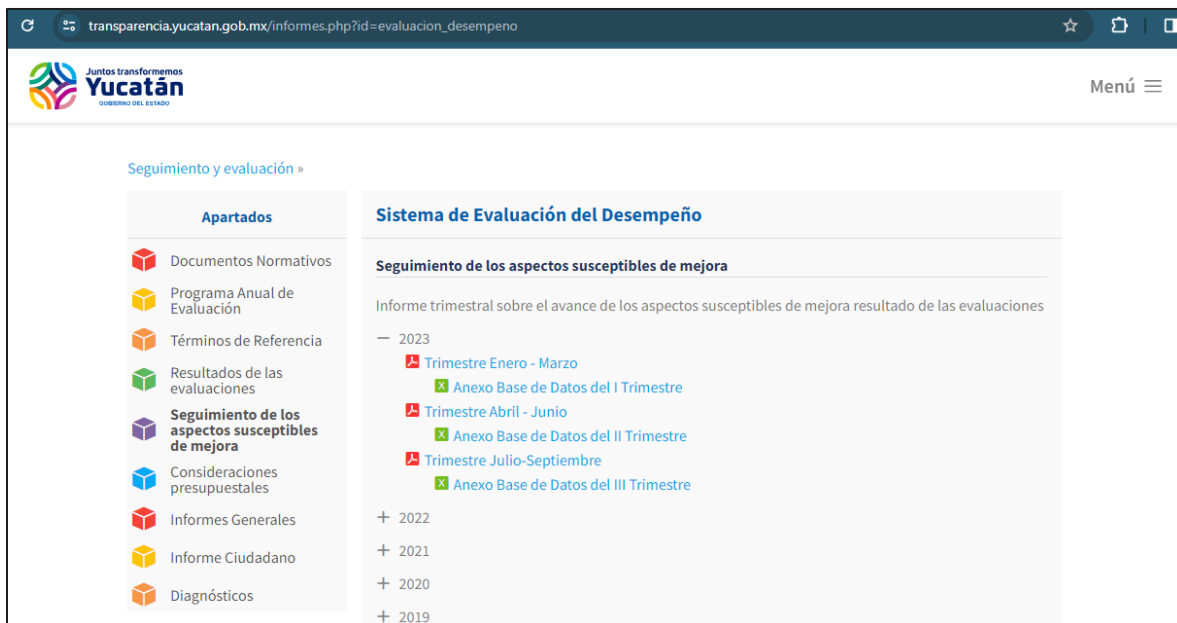 transparencia.yucatan.gob.mx/informes.php?id=evaluacion_desempeno
Juntos transformemos
Yucatán
GOBIERNO DEL ESTADO
Menú
Seguimiento y evaluación »
Apartados
Documentos Normativos
Programa Anual de
Evaluación
Términos de Referencia
Resultados de las
evaluaciones
Seguimiento de los
aspectos susceptibles
de mejora
Consideraciones
presupuestales
Informes Generales
Informe Ciudadano
Diagnósticos
Sistema de Evaluación del Desempeño
Seguimiento de los aspectos susceptibles de mejora
Informe trimestral sobre el avance de los aspectos susceptibles de mejora resultado de las evaluaciones
— 2023
Trimestre Enero - Marzo
X Anexo Base de Datos del I Trimestre
Trimestre Abril - Junio
X Anexo Base de Datos del II Trimestre
Trimestre Julio-Septiembre
X Anexo Base de Datos del III Trimestre
+ 2022
+ 2021
+ 2020
+ 2019